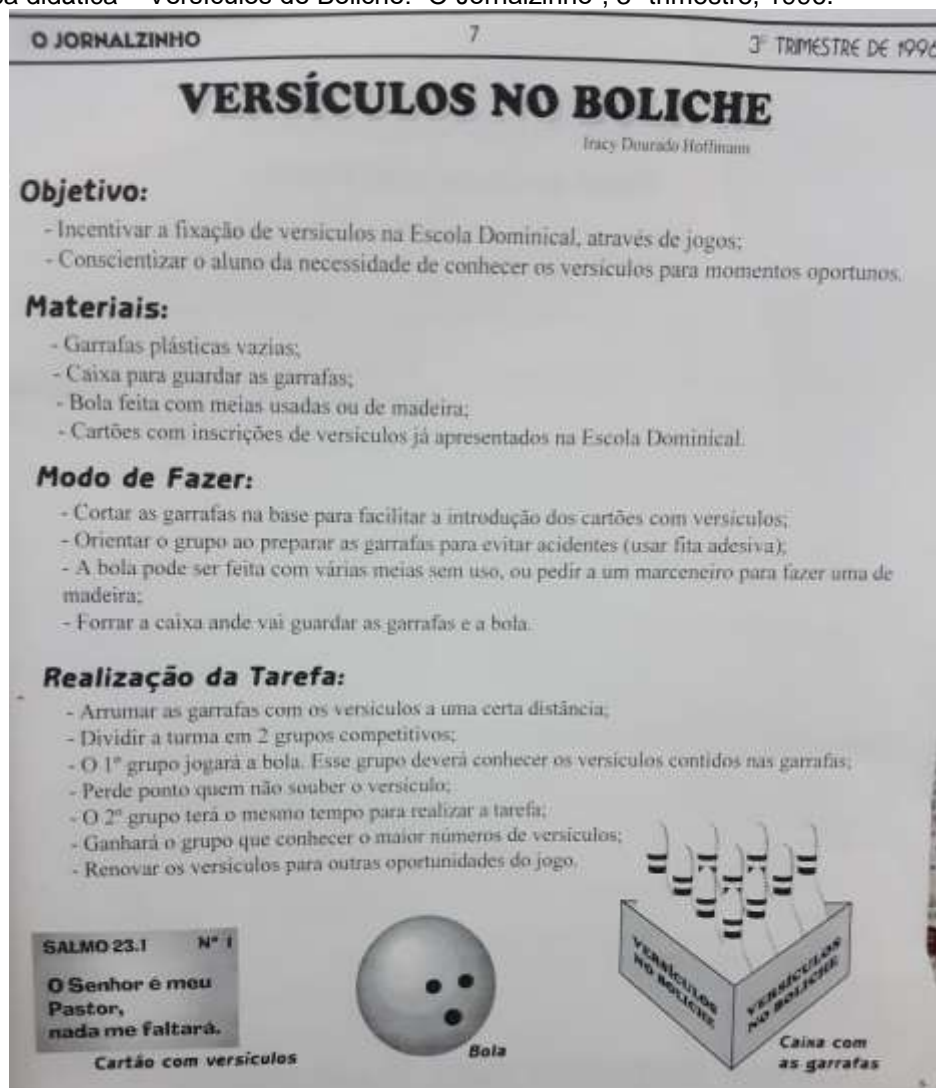 O JORNALZINHO 7 3º TRIMESTRE DE 1996
VERSÍCULOS NO BOLICHE
Iracy Dourado Hoffmann
Objetivo:
- Incentivar a fixação de versículos na Escola Dominical, através de jogos;
- Conscientizar o aluno da necessidade de conhecer os versículos para momentos oportunos.
Materiais:
- Garrafas plásticas vazias;
- Caixa para guardar as garrafas;
- Bola feita com meias usadas ou de madeira;
- Cartões com inscrições de versículos já apresentados na Escola Dominical.
Modo de Fazer:
- Cortar as garrafas na base para facilitar a introdução dos cartões com versículos;
- Orientar o grupo ao preparar as garrafas para evitar acidentes (usar fita adesiva);
- A bola pode ser feita com várias meias sem uso, ou pedir a um marceneiro para fazer uma de
madeira;
- Forrar a caixa ande vai guardar as garrafas e a bola.
Realização da Tarefa:
- Arrumar as garrafas com os versículos a uma certa distância;
- Dividir a turma em 2 grupos competitivos;
- O 1º grupo jogará a bola. Esse grupo deverá conhecer os versículos contidos nas garrafas;
- Perde ponto quem não souber o versículo;
- O 2º grupo terá o mesmo tempo para realizar a tarefa;
- Ganhará o grupo que conhecer o maior números de versículos;
- Renovar os versículos para outras oportunidades do jogo.
SALMO 23.1 Nº 1
O Senhor é meu
Pastor,
nada me faltará.
Cartão com versículos
Bola
VERSÍCULOS
NO BOLICHE
VERSÍCULOS
NO BOLICHE
Caixa com
as garrafas